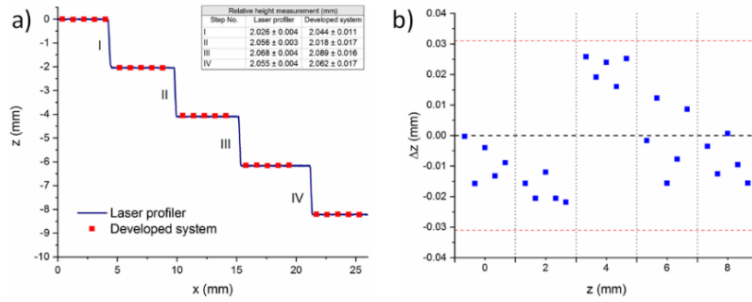 a)
Relative height measurement (mm)
Step No. Laser profiler Developed system
I 2.026 ± 0.004 2.044 ± 0.011
II 2.056 ± 0.003 2.018 ± 0.017
III 2.068 ± 0.004 2.089 ± 0.016
IV 2.055 ± 0.004 2.062 ± 0.017
0
-1
-2
-3
-4
-5
-6
-7
-8
-9
-10
z (mm)
I
II
III
IV
Laser profiler
Developed system
0 5 10 15 20 25
x (mm)
b)
0.04
0.03
0.02
0.01
0.00
-0.01
-0.02
-0.03
-0.04
Δz (mm)
0 2 4 6 8
z (mm)